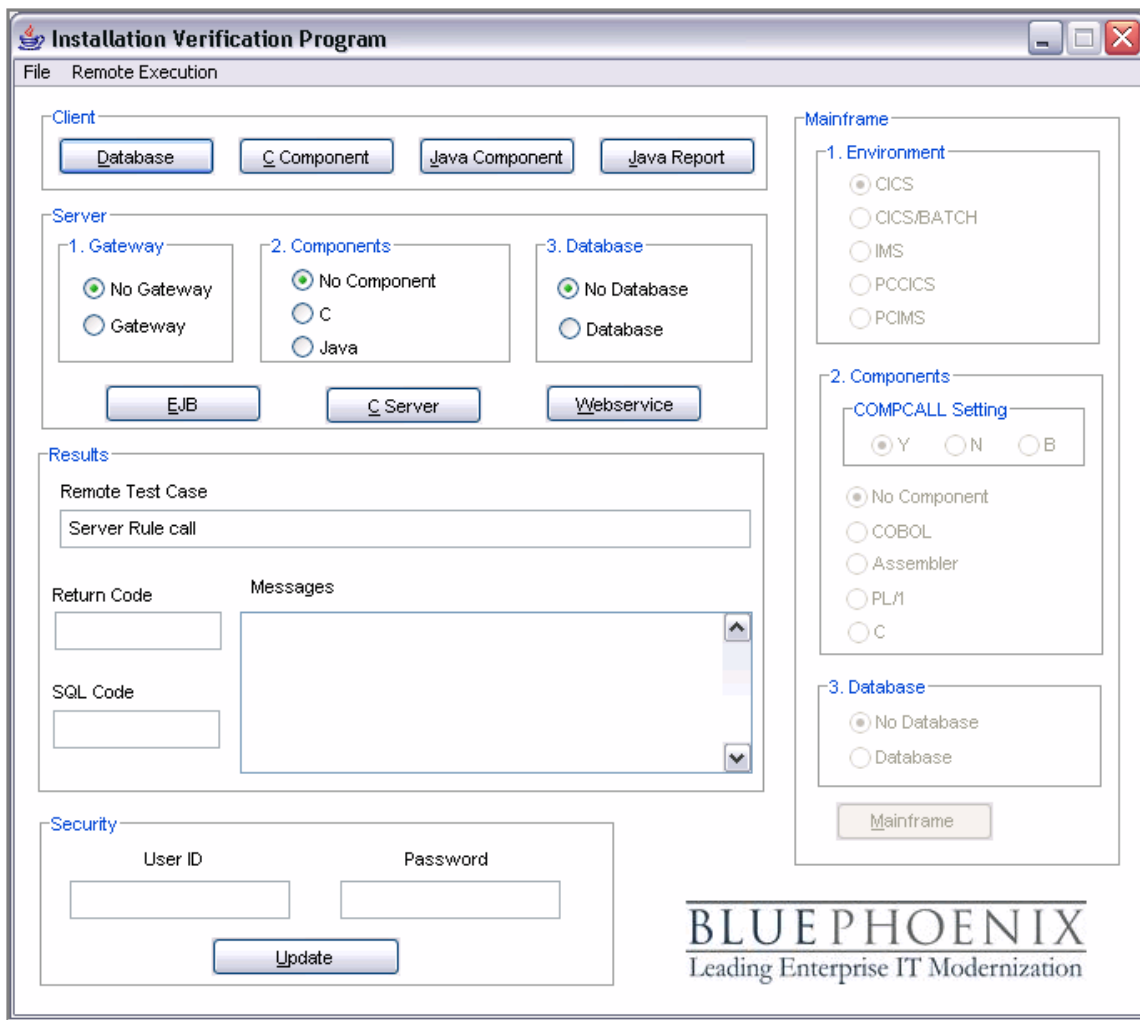 Installation Verification Program
File Remote Execution
Client
Database C Component Java Component Java Report
Server
1. Gateway
No Gateway
Gateway
2. Components
No Component
C
Java
3. Database
No Database
Database
EJB C Server Webservice
Results
Remote Test Case
Server Rule call
Return Code
Messages
SQL Code
Security
User ID Password
Update
Mainframe
1. Environment
CICS
CICS/BATCH
IMS
PCCICS
PCIMS
2. Components
COMPCALL Setting
Y N B
No Component
COBOL
Assembler
PL/1
C
3. Database
No Database
Database
Mainframe
BLUEPHOENIX
Leading Enterprise IT Modernization